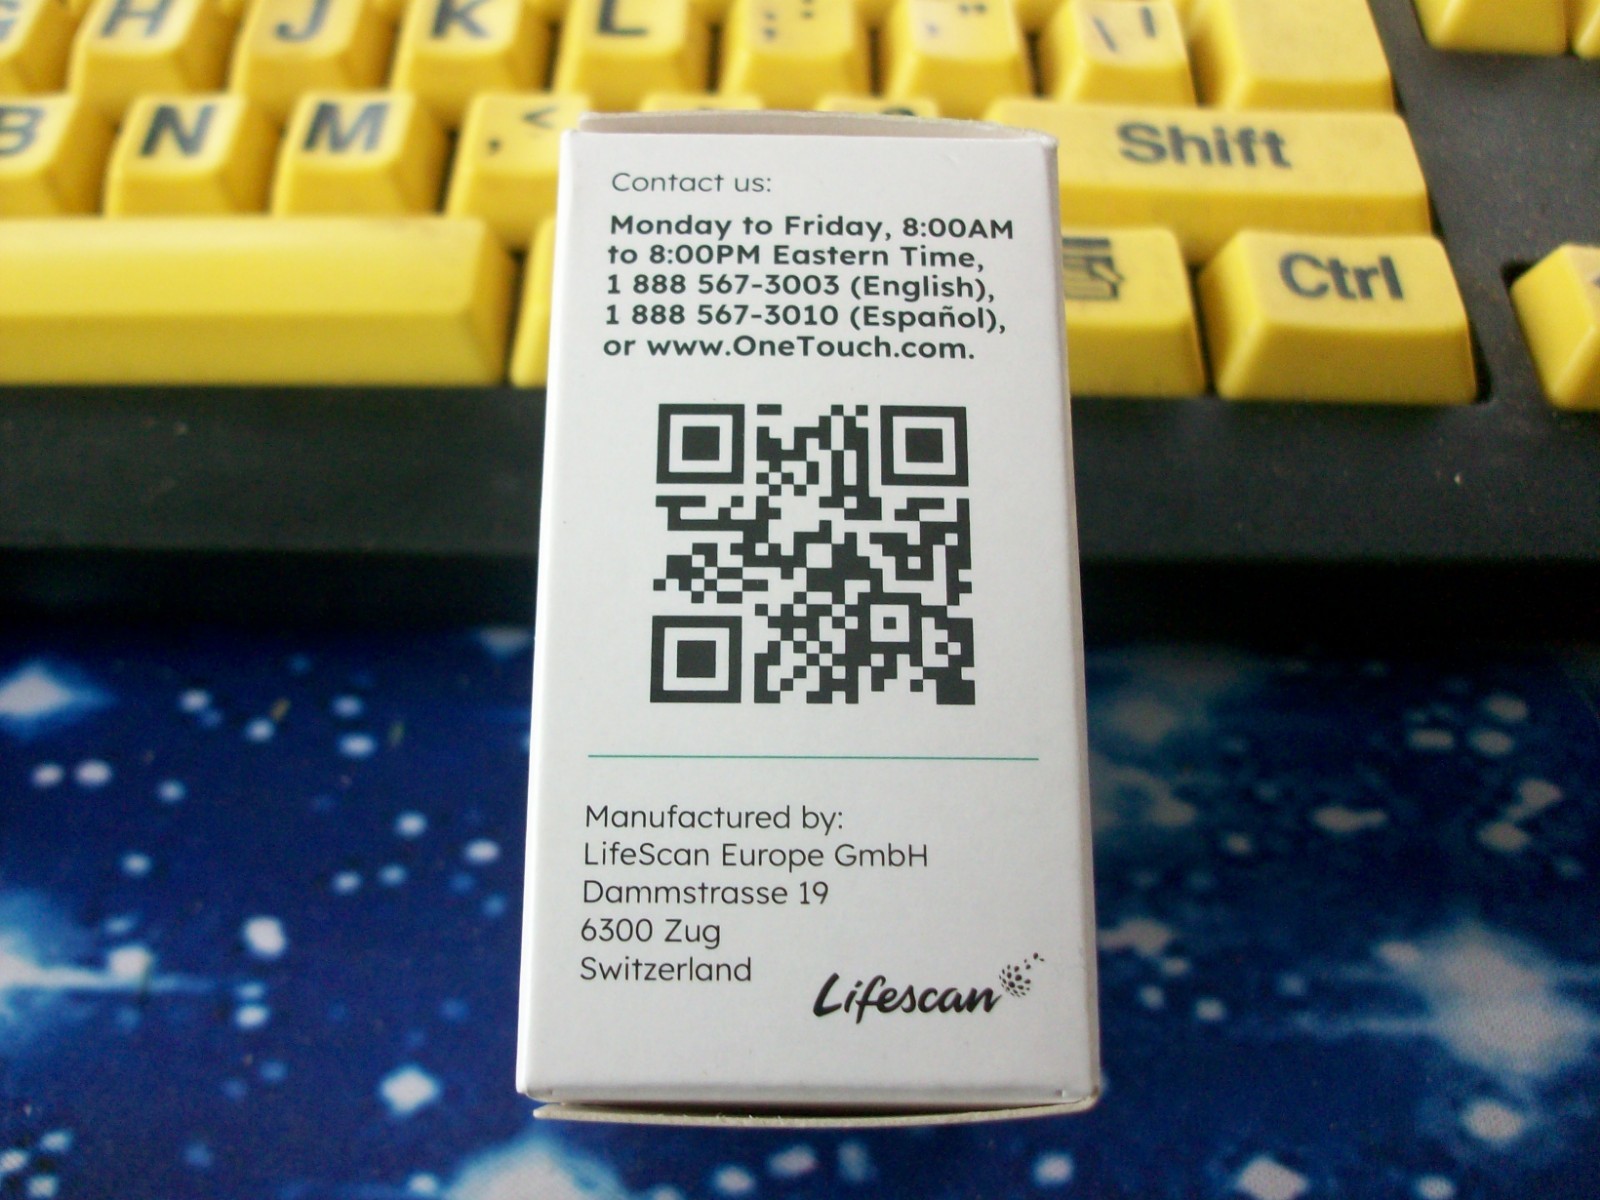 H J K L ; : ' " \ |
B N M , < Shift
Ctrl
Contact us:
Monday to Friday, 8:00AM
to 8:00PM Eastern Time,
1 888 567-3003 (English),
1 888 567-3010 (Español),
or www.OneTouch.com.
Manufactured by:
LifeScan Europe GmbH
Dammstrasse 19
6300 Zug
Switzerland
Lifescan